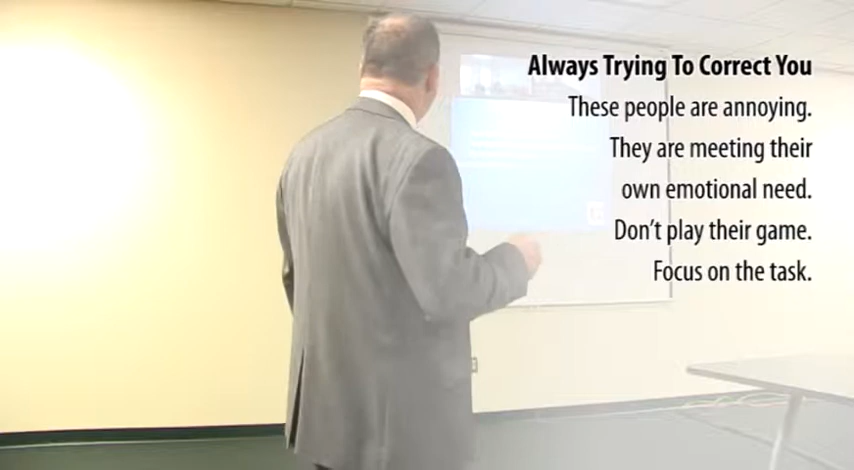 Always Trying To Correct You
These people are annoying.
They are meeting their
own emotional need.
Don't play their game.
Focus on the task.